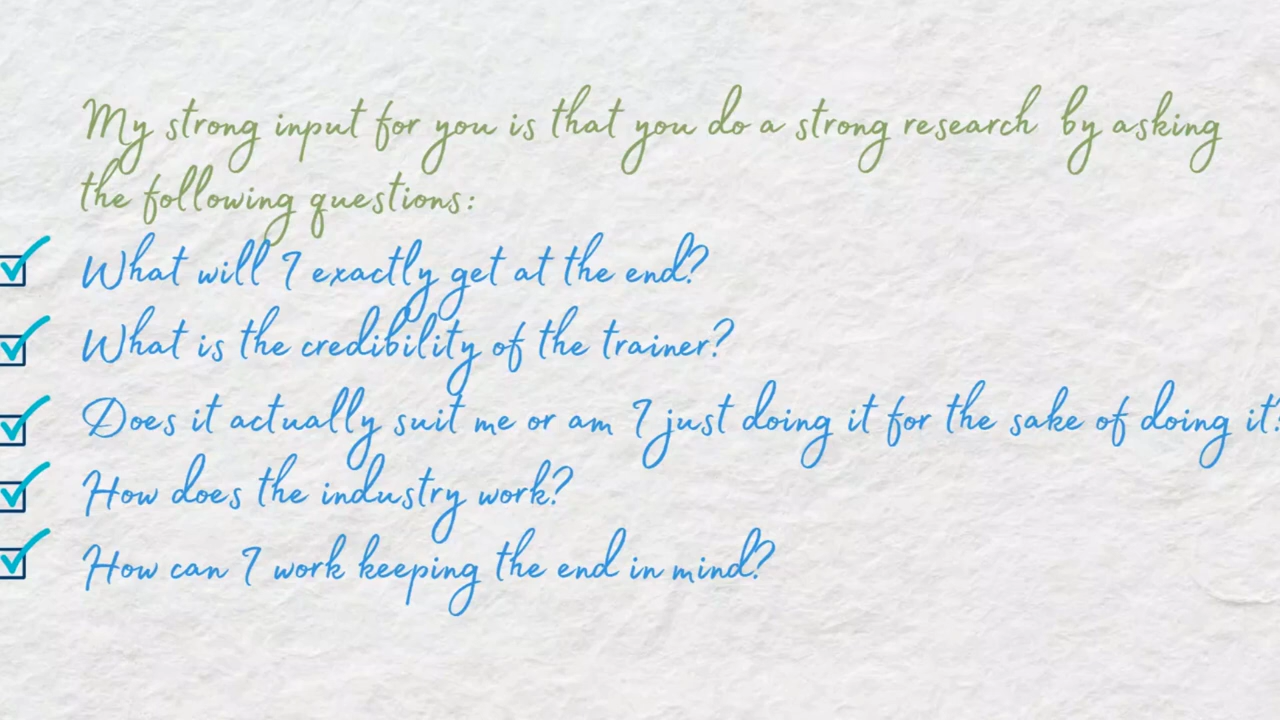 My strong input for you is that you do a strong research by asking
the following questions:
What will I exactly get at the end?
What is the credibility of the trainer?
Does it actually suit me or am I just doing it for the sake of doing it?
How does the industry work?
How can I work keeping the end in mind?